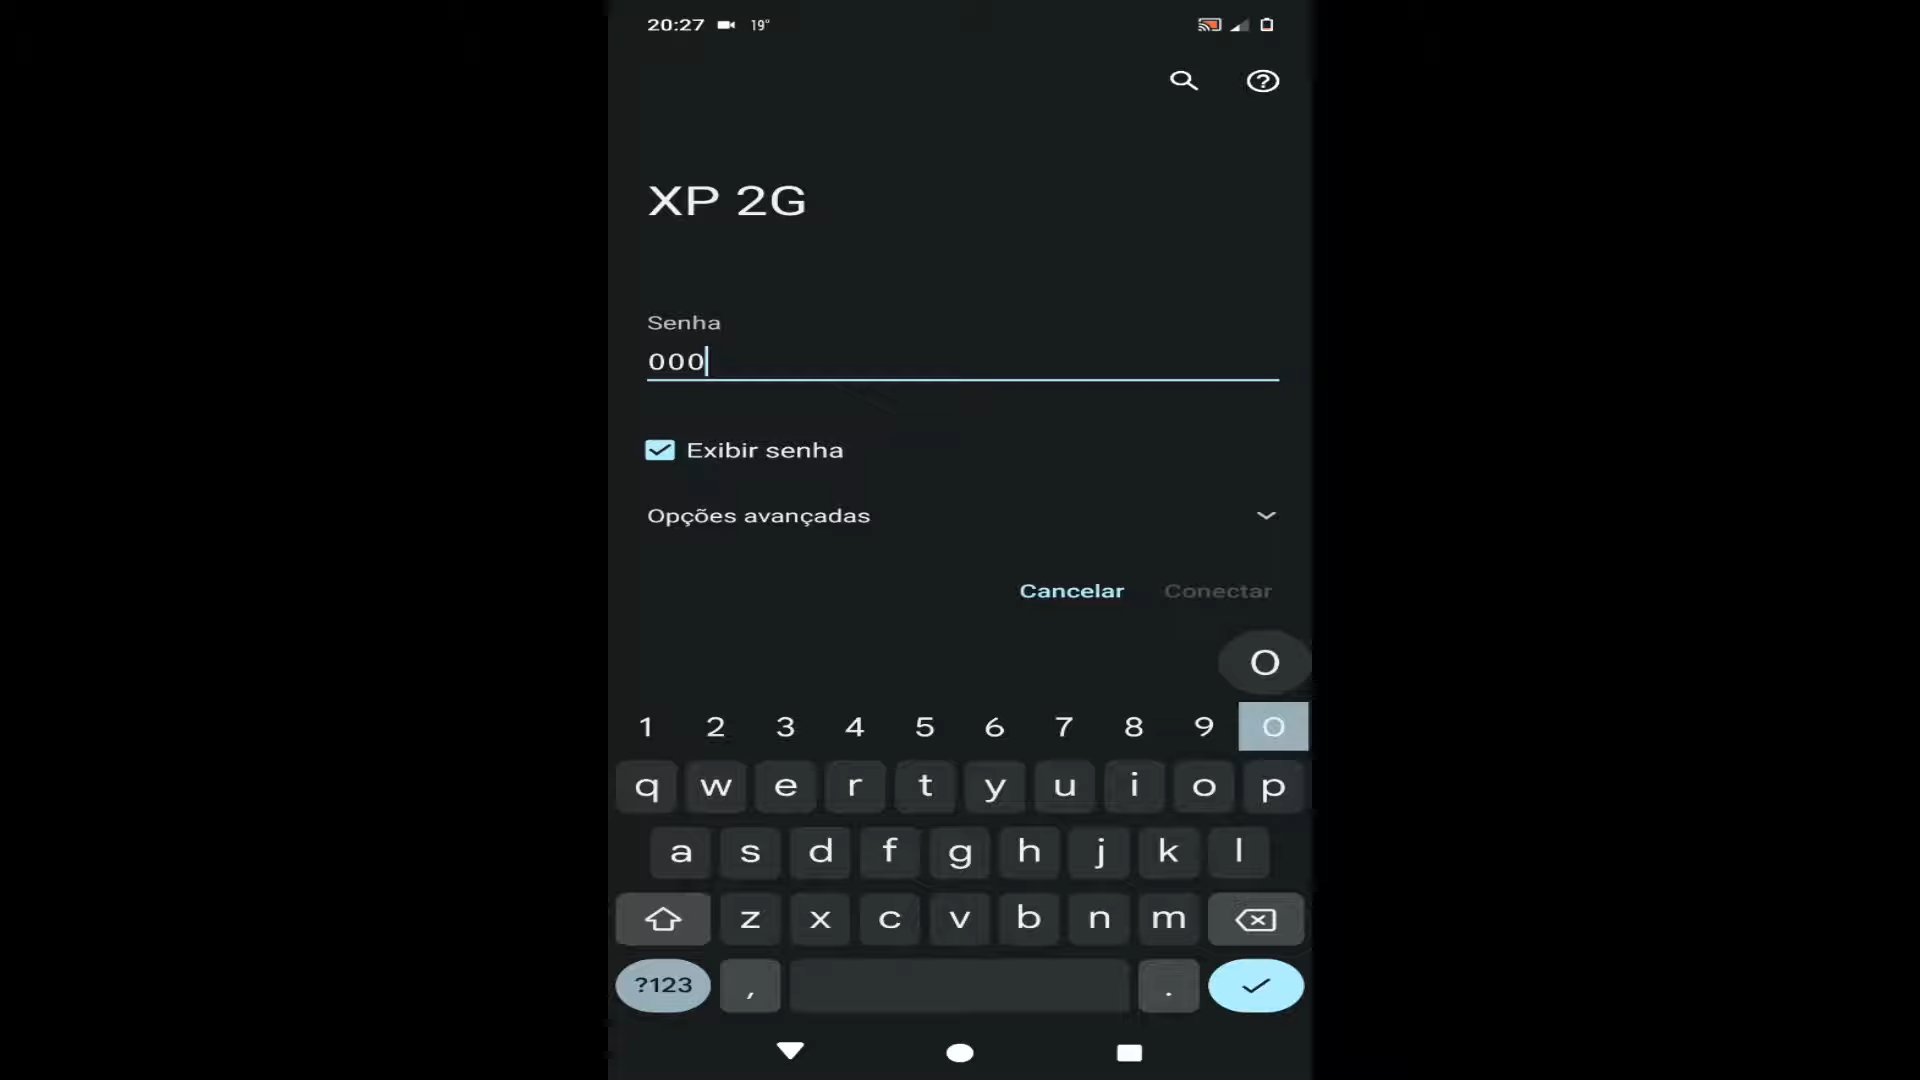 20:27 19°
XP 2G
Senha
000
Exibir senha
Opções avançadas
Cancelar Conectar
0
1 2 3 4 5 6 7 8 9 0
q w e r t y u i o p
a s d f g h j k l
z x c v b n m
?123 , .